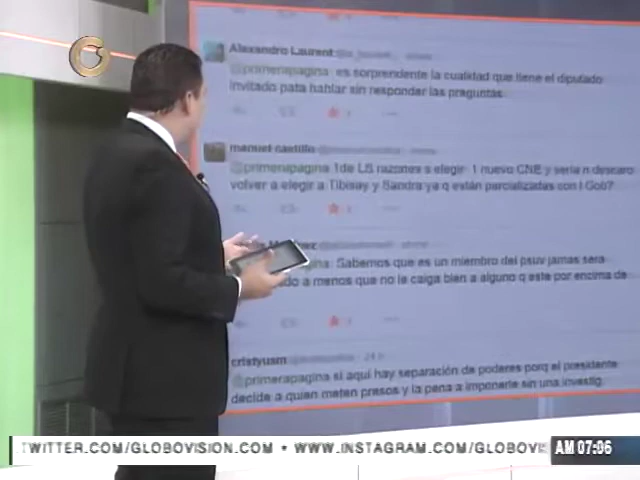 Alexandro Laurent
@primerapagina es sorprendente la cualidad que tiene el diputado
invitado pata hablar sin responder las preguntas
manuel castillo
@primerapagina 1de LS razones s elegir 1 nuevo CNE y seria n descaro
volver a elegir a Tibisay y Sandra ya q están parcializadas con l Gob?
Sabemos que es un miembro del psuv jamas sera
a menos que no le caiga bien a alguno q este por encima de
cristyusm
@primerapagina si aqui hay separación de poderes porq el presidente
decide a quien meten presos y la pena a imponerle sin una investig.
TWITTER.COM/GLOBOVISION.COM • WWW.INSTAGRAM.COM/GLOBOVI
AM 07:06